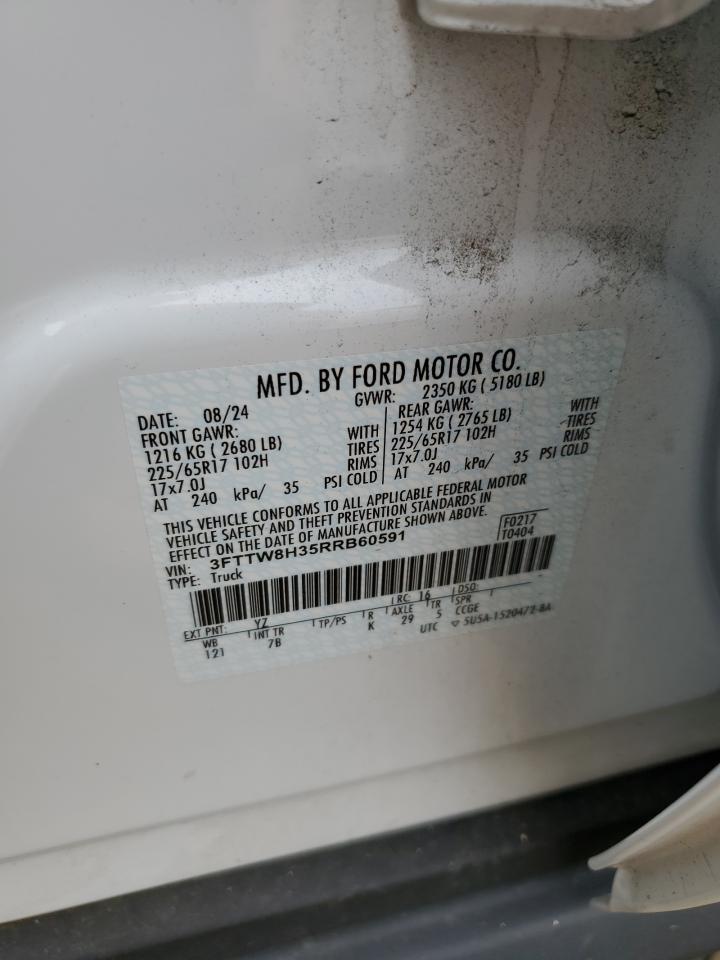 MFD. BY FORD MOTOR CO.
DATE: 08/24 GVWR: 2350 KG ( 5180 LB)
FRONT GAWR: REAR GAWR:
1216 KG ( 2680 LB) WITH 1254 KG ( 2765 LB) WITH
225/65R17 102H TIRES 225/65R17 102H TIRES
17x7.0J RIMS 17x7.0J RIMS
AT 240 kPa/ 35 PSI COLD AT 240 kPa/ 35 PSI COLD
THIS VEHICLE CONFORMS TO ALL APPLICABLE FEDERAL MOTOR
VEHICLE SAFETY AND THEFT PREVENTION STANDARDS IN
EFFECT ON THE DATE OF MANUFACTURE SHOWN ABOVE.
VIN: 3FTTW8H35RRB60591 F0217
TYPE: Truck T0404
EXT PNT: YZ RC: 16 DSO:
WB INT TR TP/PS R AXLE TR SPR
121 7B K 29 5 CCGE
UTC ▽ 5U5A-1520472-BA